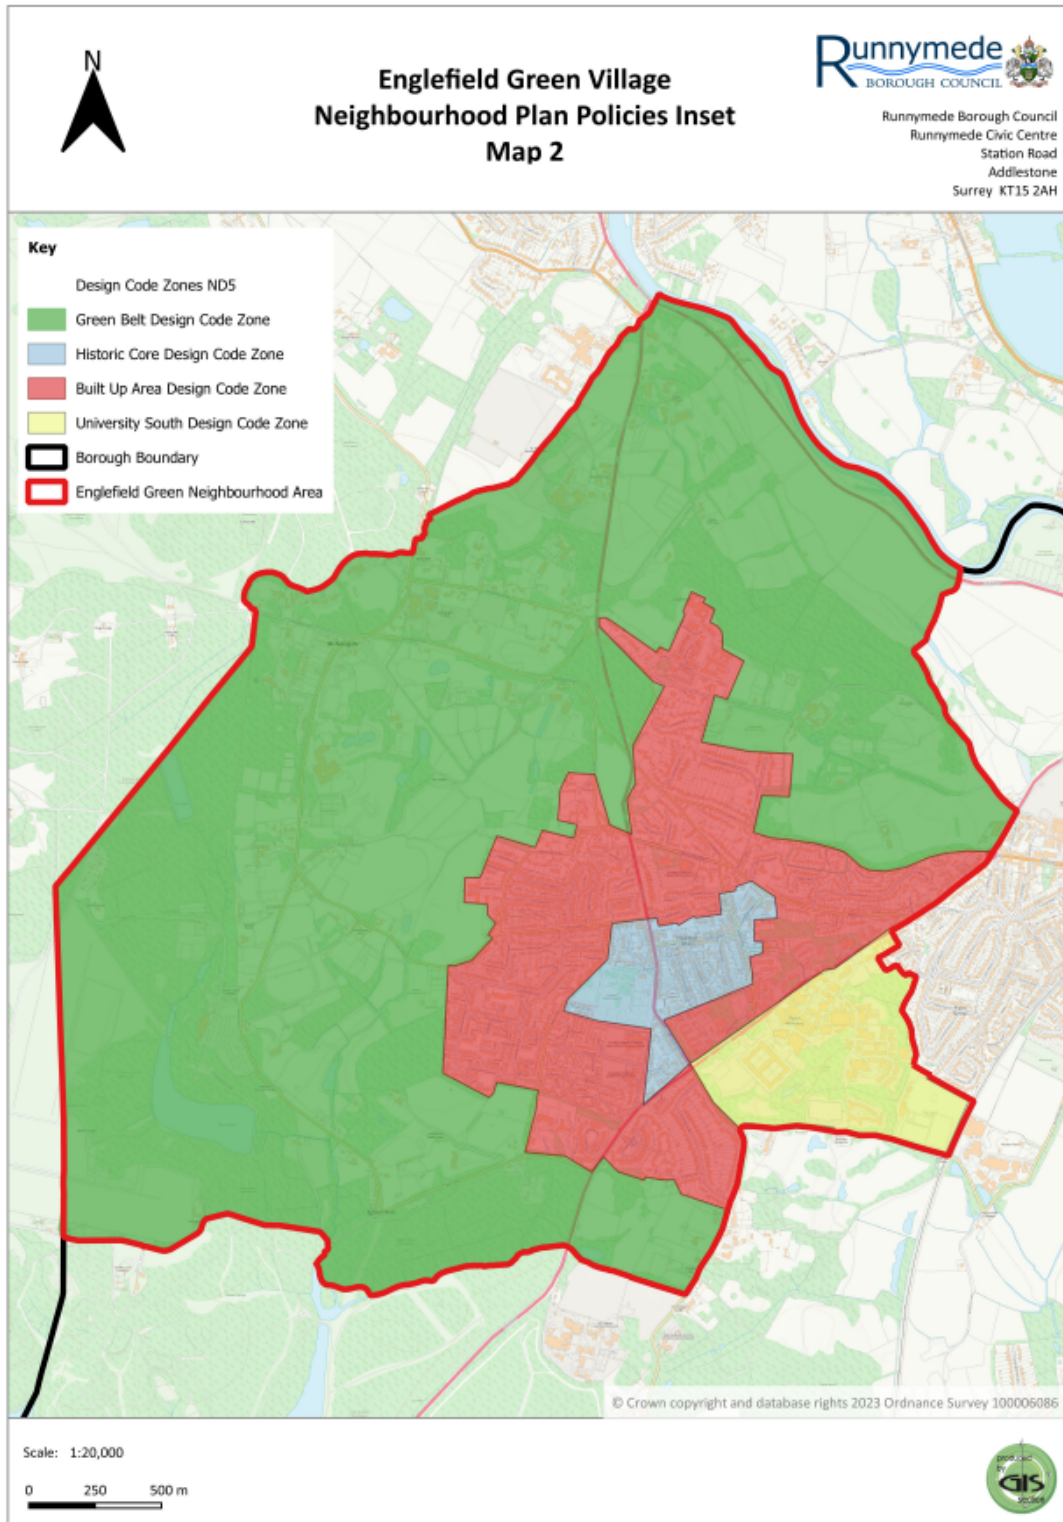 N
Englefield Green Village
Neighbourhood Plan Policies Inset
Map 2
Runnymede
BOROUGH COUNCIL
Runnymede Borough Council
Runnymede Civic Centre
Station Road
Addlestone
Surrey KT15 2AH
Key
Design Code Zones ND5
Green Belt Design Code Zone
Historic Core Design Code Zone
Built Up Area Design Code Zone
University South Design Code Zone
Borough Boundary
Englefield Green Neighbourhood Area
© Crown copyright and database rights 2023 Ordnance Survey 100006086
Scale: 1:20,000
0 250 500 m
produced
by
GIS
section